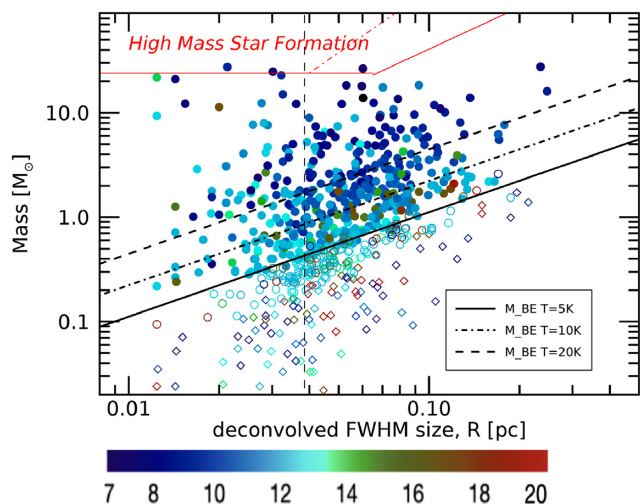 High Mass Star Formation
10.0
1.0
0.1
Mass [M⊙]
M_BE T=5K
M_BE T=10K
M_BE T=20K
0.01
0.10
deconvolved FWHM size, R [pc]
7 8 10 12 14 16 18 20